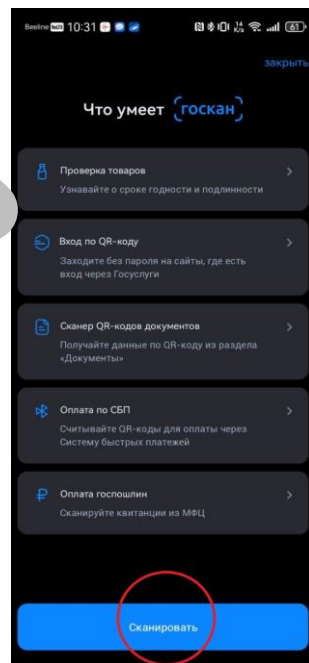 Beeline 10:31 61
закрыть
Что умеет госкан
Проверка товаров
Узнавайте о сроке годности и подлинности
Вход по QR-коду
Заходите без пароля на сайты, где есть
вход через Госуслуги
Сканер QR-кодов документов
Получайте данные по QR-коду из раздела
«Документы»
Оплата по СБП
Считывайте QR-коды для оплаты через
Систему быстрых платежей
Оплата госпошлин
Сканируйте квитанции из МФЦ
Сканировать